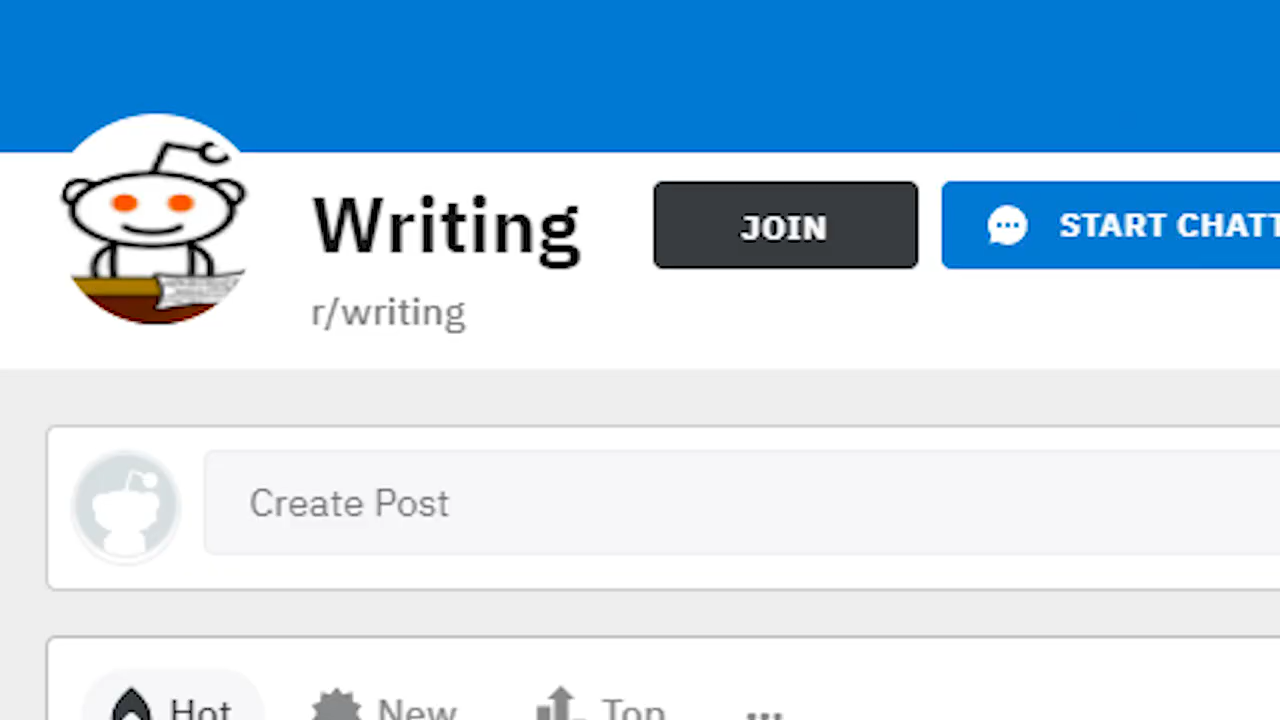 Writing
JOIN
START CHATT
r/writing
Create Post
Hot
New
Top
...